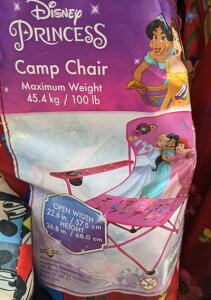 Disney
PRINCESS
Camp Chair
Maximum Weight
45.4 kg / 100 lb
OPEN WIDTH
22.6 in / 57.5 cm
HEIGHT
26.8 in / 68.0 cm